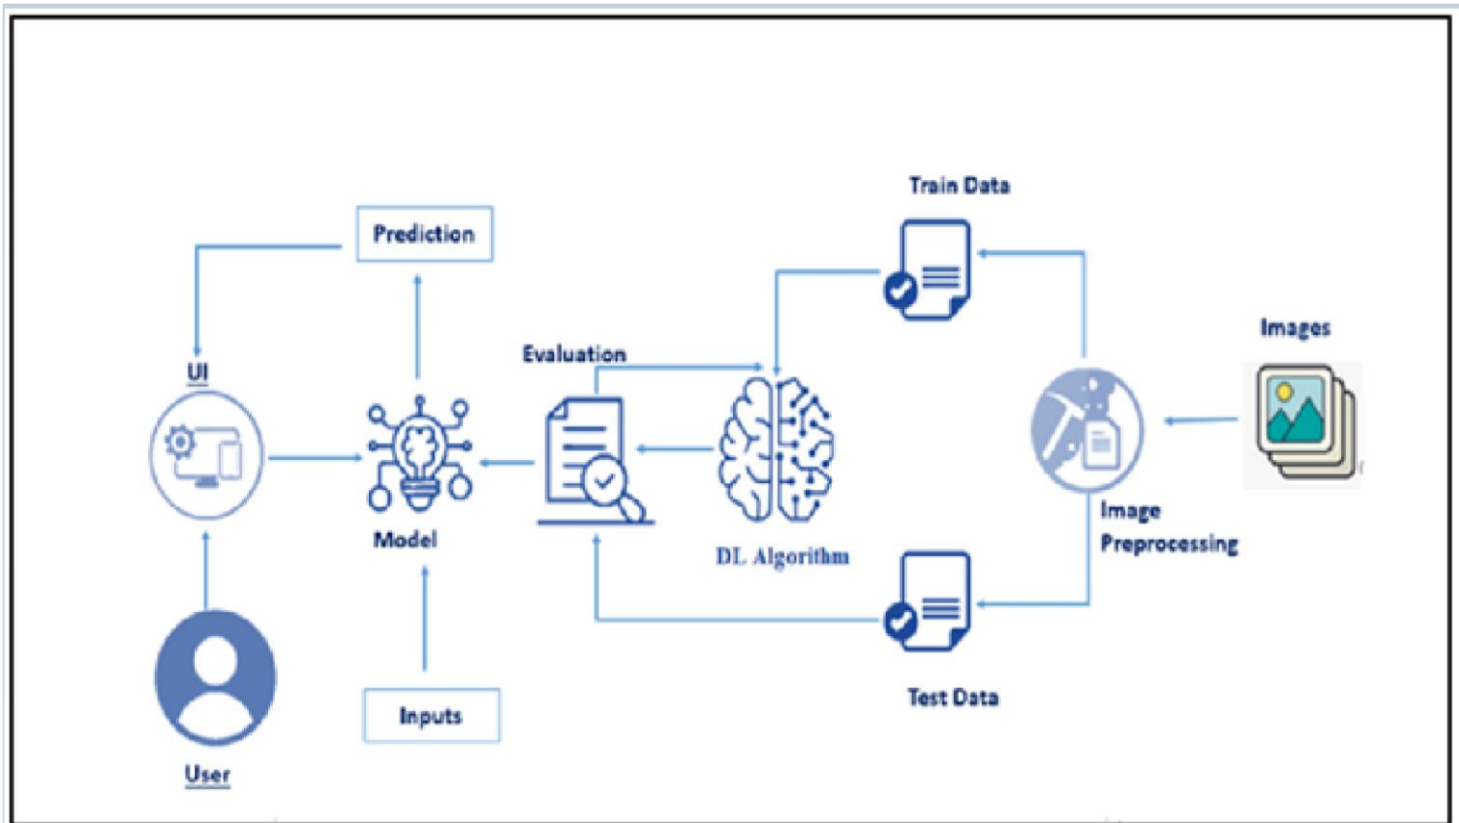 Train Data
Prediction
Images
Evaluation
UI
Image
Preprocessing
Model
DL Algorithm
Test Data
Inputs
User